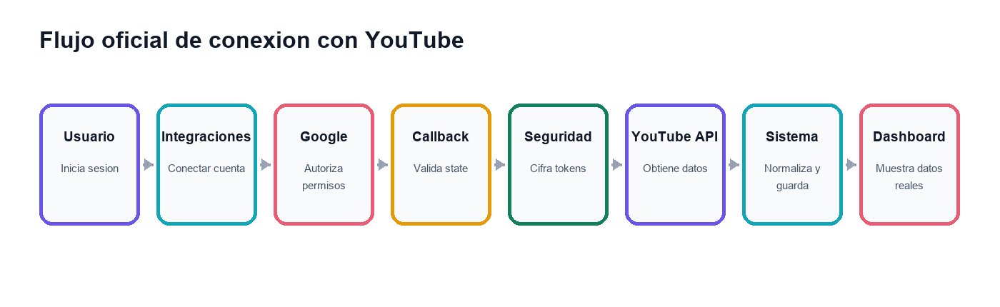 Flujo oficial de conexion con YouTube
Usuario
Inicia sesion
Integraciones
Conectar cuenta
Google
Autoriza
permisos
Callback
Valida state
Seguridad
Cifra tokens
YouTube API
Obtiene datos
Sistema
Normaliza y
guarda
Dashboard
Muestra datos
reales